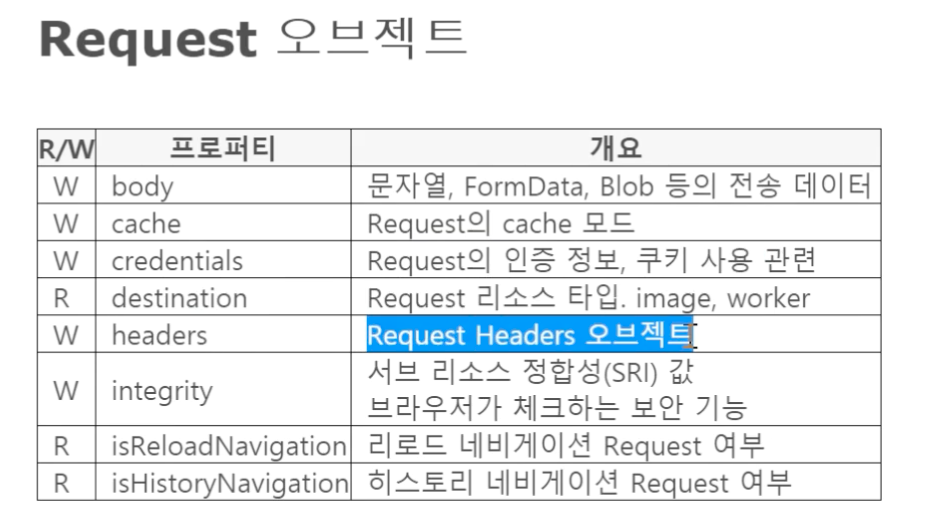 Request 오브젝트
R/W 프로퍼티 개요
W body 문자열, FormData, Blob 등의 전송 데이터
W cache Request의 cache 모드
W credentials Request의 인증 정보, 쿠키 사용 관련
R destination Request 리소스 타입. image, worker
W headers Request Headers 오브젝트
W integrity 서브 리소스 정합성(SRI) 값
브라우저가 체크하는 보안 기능
R isReloadNavigation 리로드 네비게이션 Request 여부
R isHistoryNavigation 히스토리 네비게이션 Request 여부